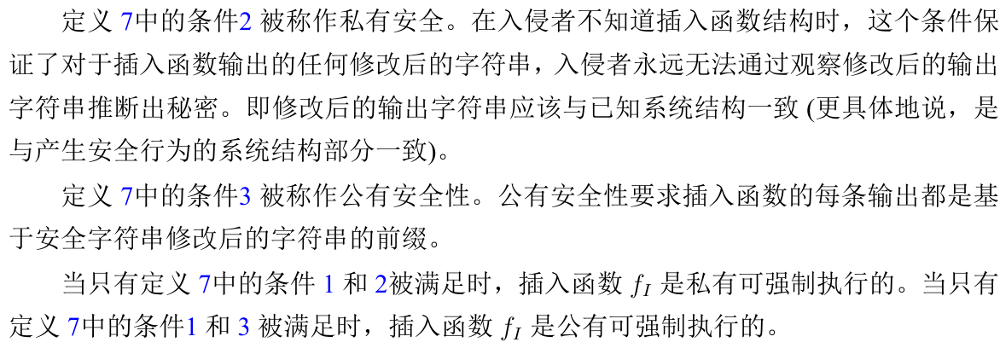 定义 7中的条件2 被称作私有安全。在入侵者不知道插入函数结构时，这个条件保
证了对于插入函数输出的任何修改后的字符串，入侵者永远无法通过观察修改后的输出
字符串推断出秘密。即修改后的输出字符串应该与已知系统结构一致 (更具体地说，是
与产生安全行为的系统结构部分一致)。
定义 7中的条件3 被称作公有安全性。公有安全性要求插入函数的每条输出都是基
于安全字符串修改后的字符串的前缀。
当只有定义 7中的条件 1 和 2被满足时，插入函数 f_I 是私有可强制执行的。当只有
定义 7中的条件1 和 3 被满足时，插入函数 f_I 是公有可强制执行的。